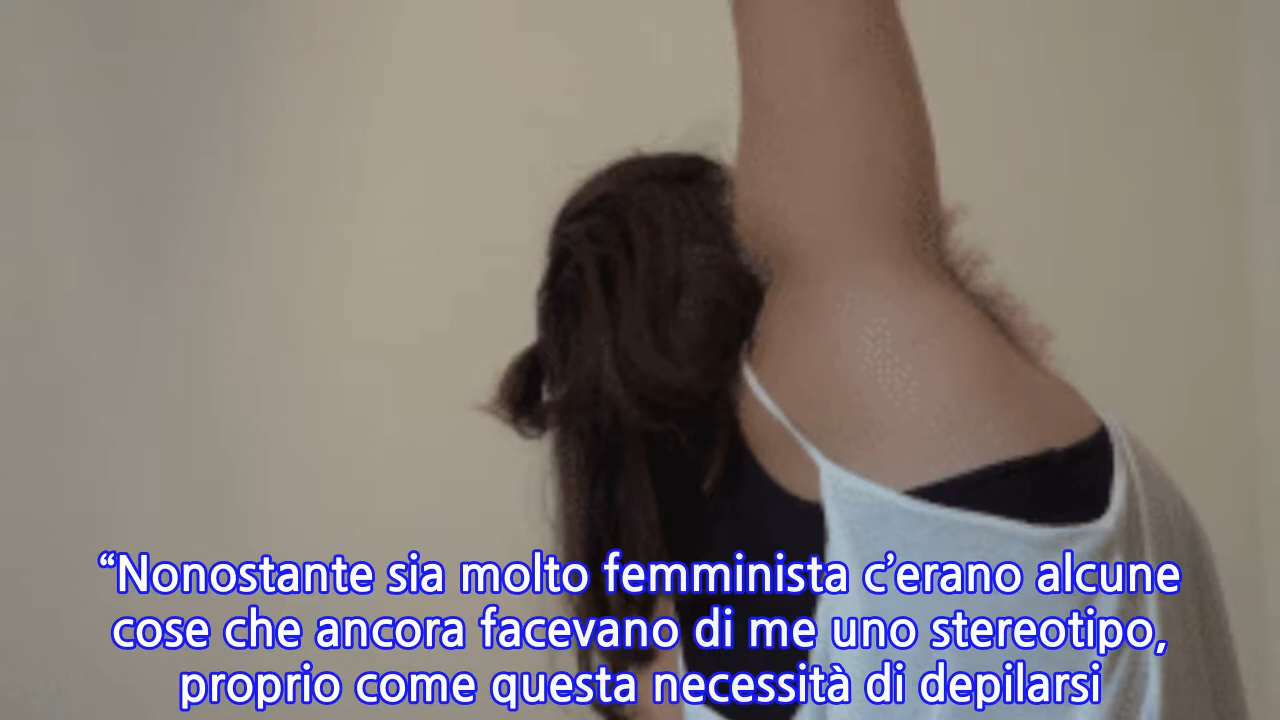 “Nonostante sia molto femminista c’erano alcune
cose che ancora facevano di me uno stereotipo,
proprio come questa necessità di depilarsi